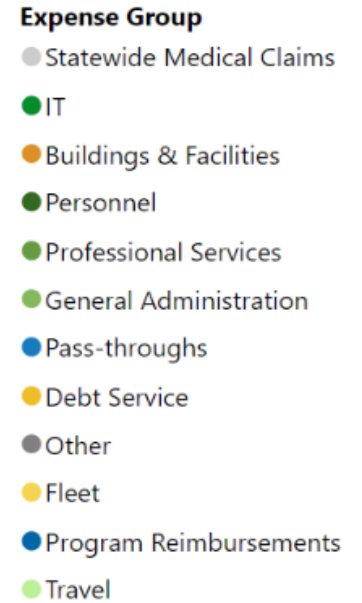 Expense Group
Statewide Medical Claims
IT
Buildings & Facilities
Personnel
Professional Services
General Administration
Pass-throughs
Debt Service
Other
Fleet
Program Reimbursements
Travel